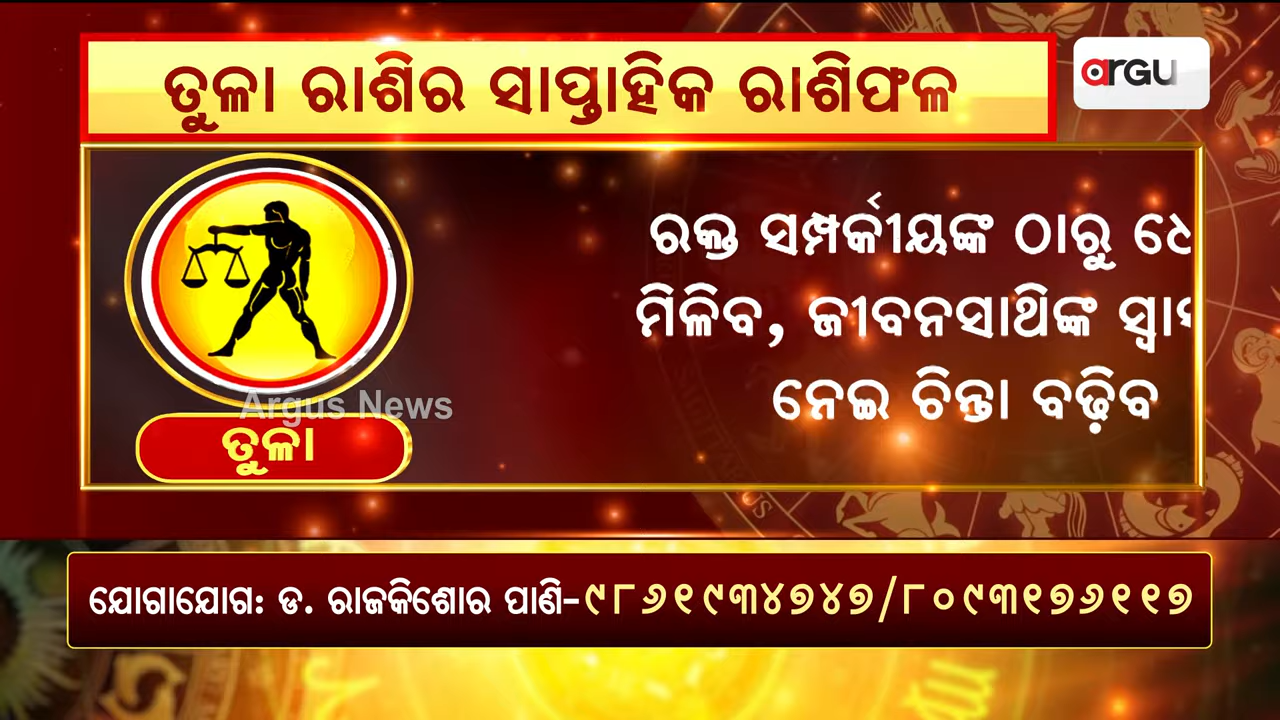 ତୁଳା ରାଶିର ସାପ୍ତାହିକ ରାଶିଫଳ
arGU
ରକ୍ତ ସମ୍ପର୍କୀୟଙ୍କ ଠାରୁ
ମିଳିବ, ଜୀବନସାଥିଙ୍କ
ନେଇ ଚିନ୍ତା ବଢ଼ିବ
Argus News
ତୁଳା
ଯୋଗାଯୋଗ: ଡ. ରାଜକିଶୋର ପାଣି-୯୮୬୧୯୩୪୭୪୭/୮୦୯୩୧୭୬୧୧୭